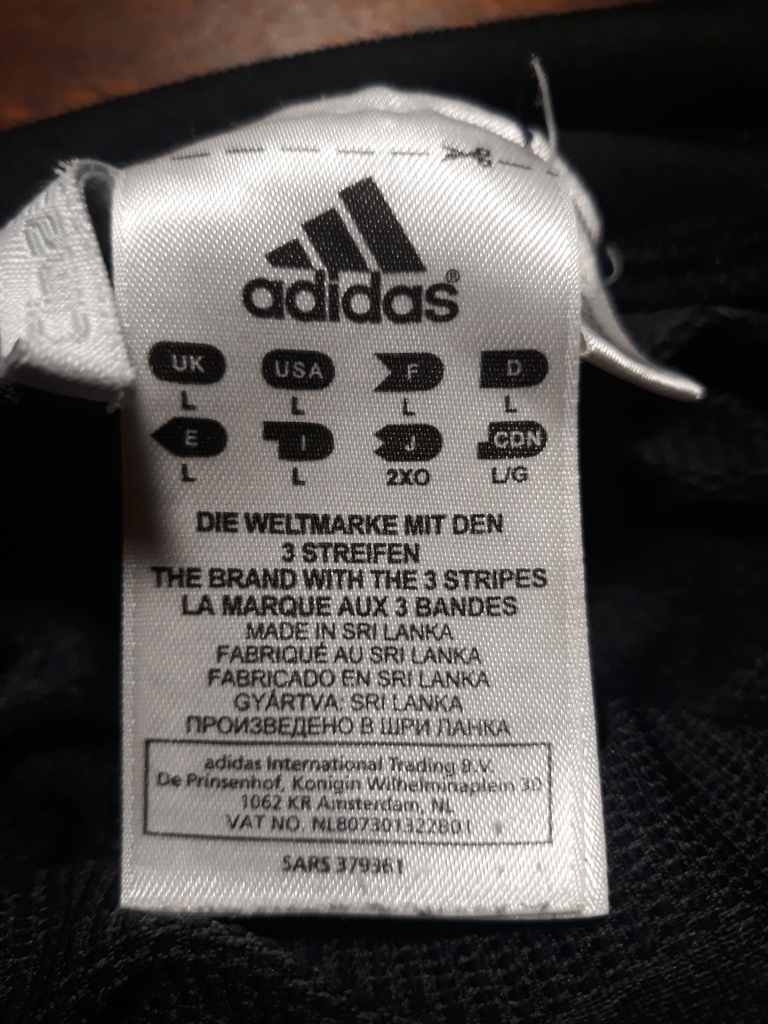 adidas®
UK USA F D
L L L L
E I J CDN
L L 2XO L/G
DIE WELTMARKE MIT DEN
3 STREIFEN
THE BRAND WITH THE 3 STRIPES
LA MARQUE AUX 3 BANDES
MADE IN SRI LANKA
FABRIQUÉ AU SRI LANKA
FABRICADO EN SRI LANKA
GYÁRTVA: SRI LANKA
ПРОИЗВЕДЕНО В ШРИ ЛАНКА
adidas International Trading B.V.
De Prinsenhof, Konigin Wilhelminaplein 30
1062 KR Amsterdam, NL
VAT NO. NL807301322B01
SARS 379361